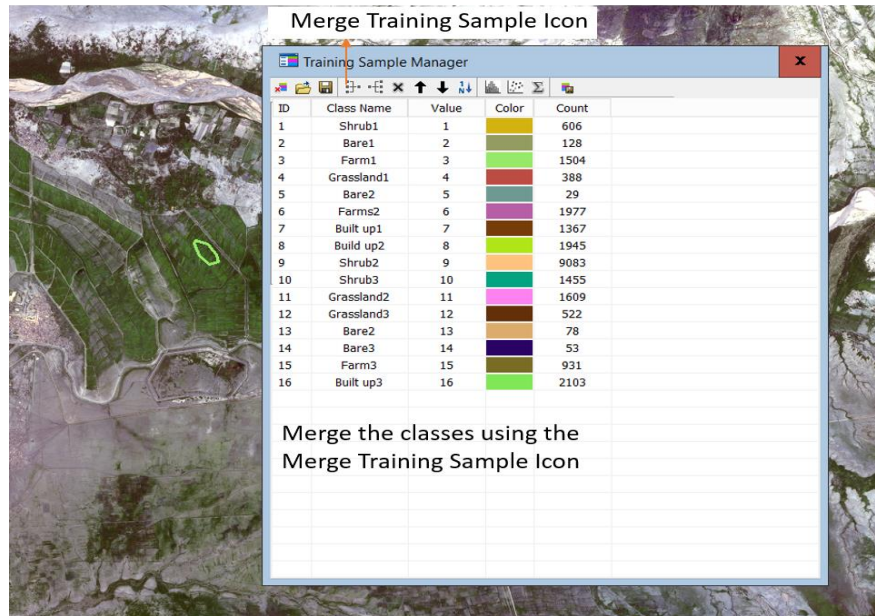 Merge Training Sample Icon
Training Sample Manager
x
ID Class Name Value Color Count
1 Shrub1 1 606
2 Bare1 2 128
3 Farm1 3 1504
4 Grassland1 4 388
5 Bare2 5 29
6 Farms2 6 1977
7 Built up1 7 1367
8 Build up2 8 1945
9 Shrub2 9 9083
10 Shrub3 10 1455
11 Grassland2 11 1609
12 Grassland3 12 522
13 Bare2 13 78
14 Bare3 14 53
15 Farm3 15 931
16 Built up3 16 2103
Merge the classes using the
Merge Training Sample Icon